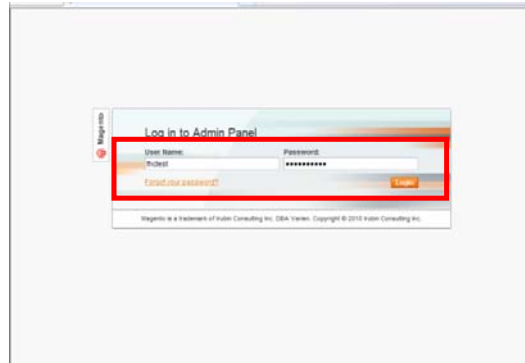 Magento
Log in to Admin Panel
User Name: Password:
thctest ••••••••••
Forgot your password? Login
Magento is a trademark of Irubin Consulting Inc. DBA Varien. Copyright © 2010 Irubin Consulting Inc.